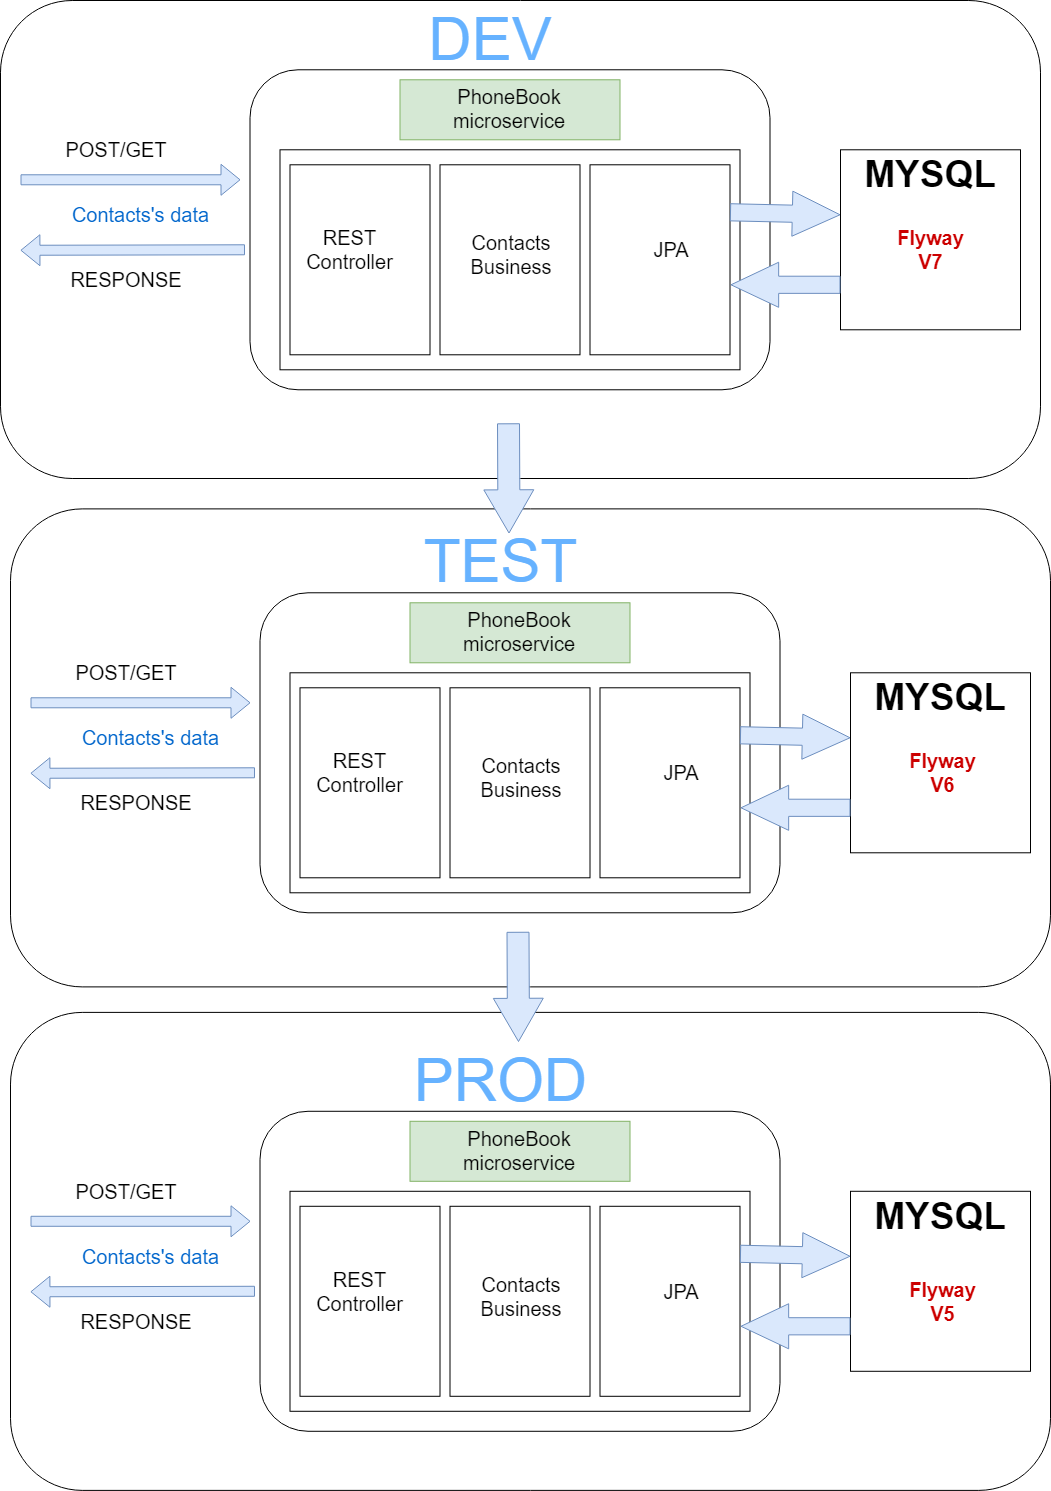 DEV
PhoneBook
microservice
POST/GET
Contacts's data
RESPONSE
REST
Controller
Contacts
Business
JPA
MYSQL
Flyway
V7
TEST
PhoneBook
microservice
POST/GET
Contacts's data
RESPONSE
REST
Controller
Contacts
Business
JPA
MYSQL
Flyway
V6
PROD
PhoneBook
microservice
POST/GET
Contacts's data
RESPONSE
REST
Controller
Contacts
Business
JPA
MYSQL
Flyway
V5